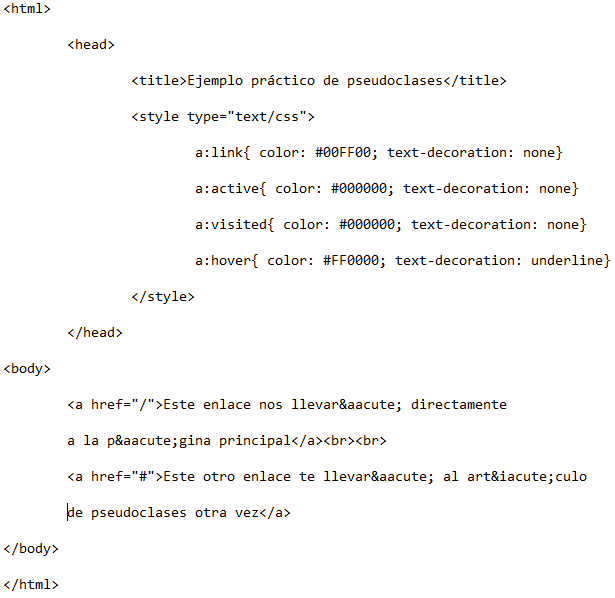 <html>
<head>
<title>Ejemplo práctico de pseudoclases</title>
<style type="text/css">
a:link{ color: #00FF00; text-decoration: none}
a:active{ color: #000000; text-decoration: none}
a:visited{ color: #000000; text-decoration: none}
a:hover{ color: #FF0000; text-decoration: underline}
</style>
</head>
<body>
<a href="/">Este enlace nos llevar&aacute; directamente
a la p&aacute;gina principal</a><br><br>
<a href="#">Este otro enlace te llevar&aacute; al art&iacute;culo
de pseudoclases otra vez</a>
</body>
</html>